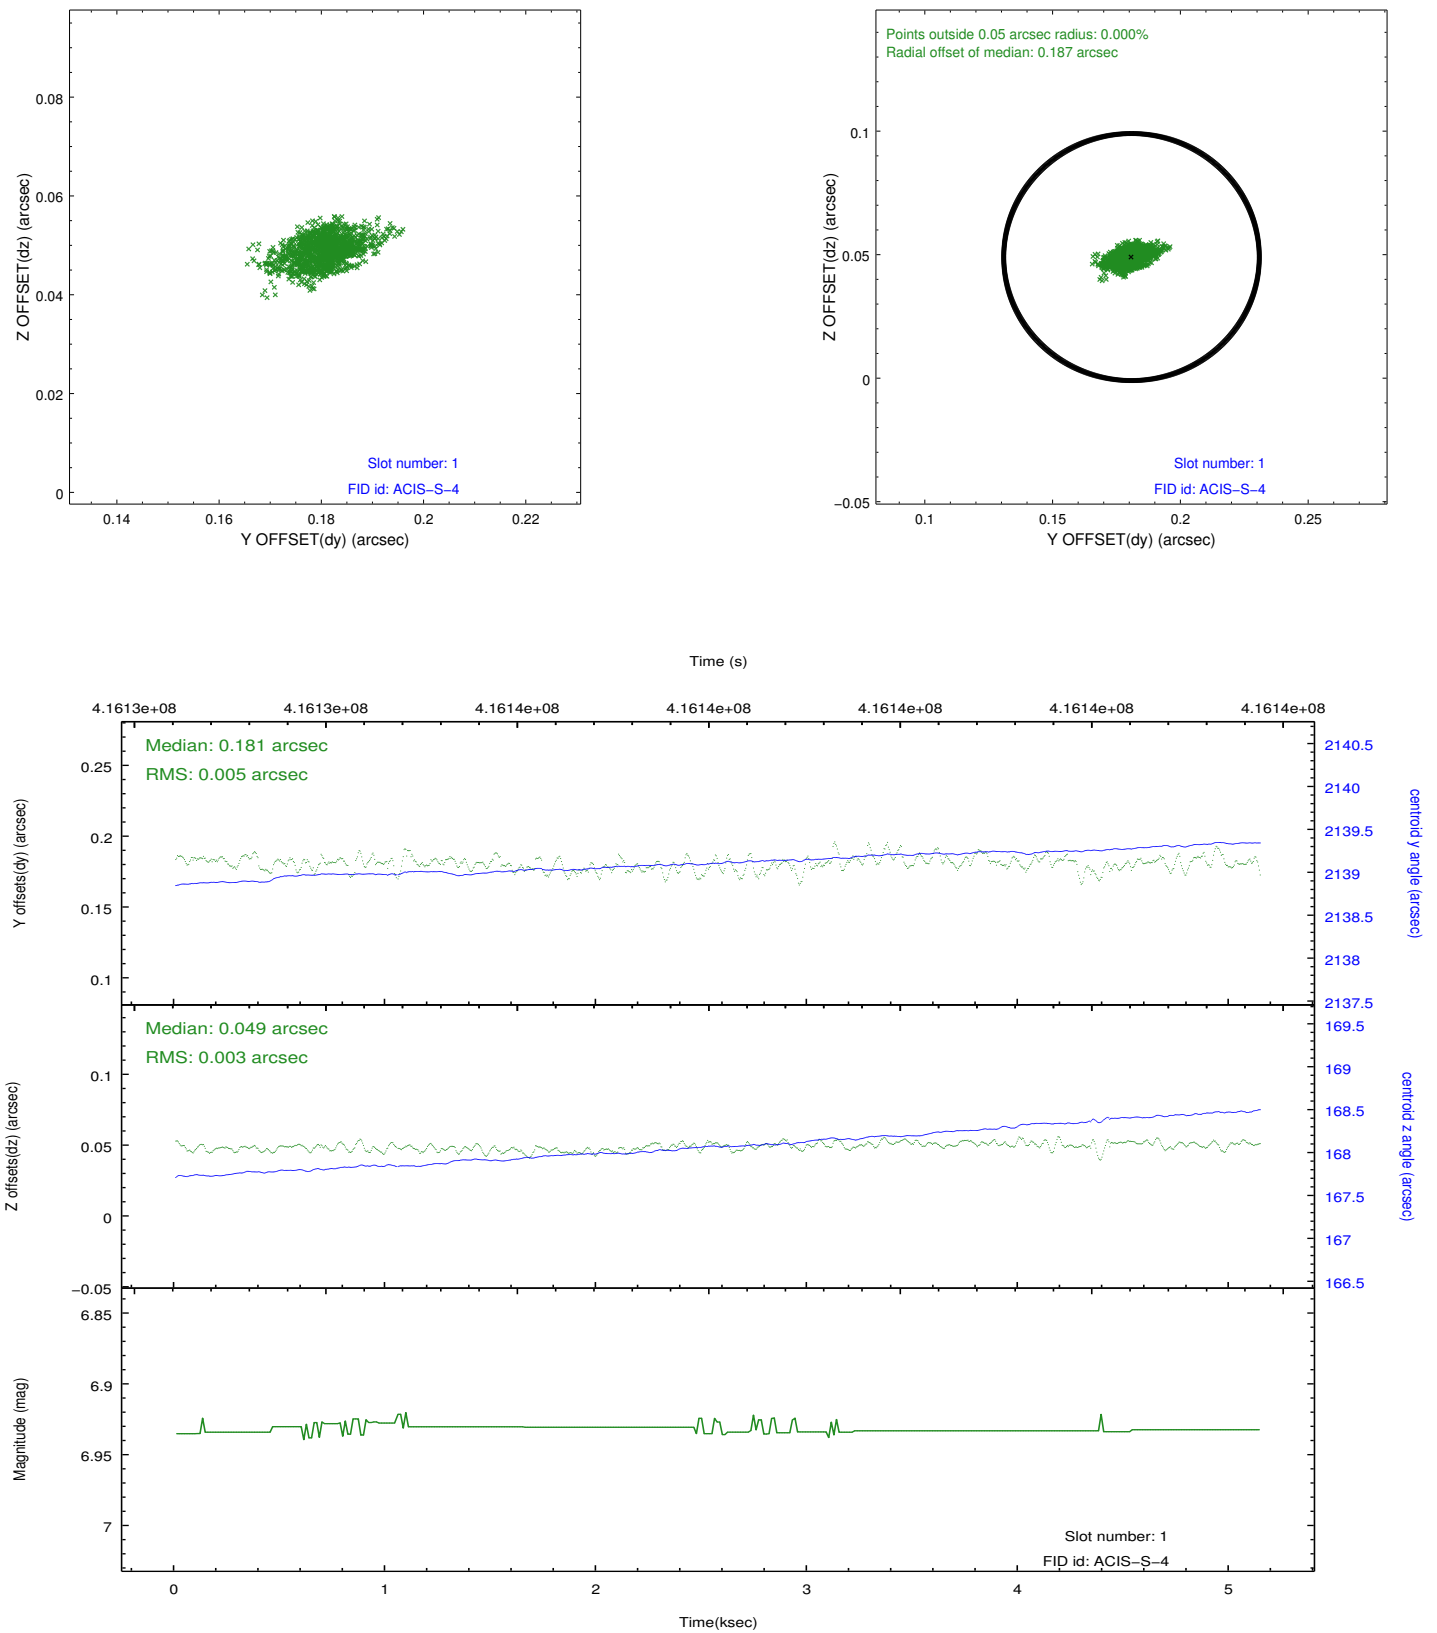 0.08
0.06
0.04
0.02
0
Z OFFSET(dz) (arcsec)
Slot number: 1
FID id: ACIS−S−4
0.14 0.16 0.18 0.2 0.22
Y OFFSET(dy) (arcsec)
Points outside 0.05 arcsec radius: 0.000%
Radial offset of median: 0.187 arcsec
0.1
0.05
0
−0.05
Z OFFSET(dz) (arcsec)
Slot number: 1
FID id: ACIS−S−4
0.1 0.15 0.2 0.25
Y OFFSET(dy) (arcsec)
Time (s)
4.1613e+08 4.1613e+08 4.1614e+08 4.1614e+08 4.1614e+08 4.1614e+08 4.1614e+08
Median: 0.181 arcsec
RMS: 0.005 arcsec
0.25
0.2
0.15
0.1
Y offsets(dy) (arcsec)
2140.5
2140
2139.5
2139
2138.5
2138
2137.5
centroid y angle (arcsec)
Median: 0.049 arcsec
RMS: 0.003 arcsec
0.1
0.05
0
−0.05
Z offsets(dz) (arcsec)
169.5
169
168.5
168
167.5
167
166.5
centroid z angle (arcsec)
6.85
6.9
6.95
7
Magnitude (mag)
Slot number: 1
FID id: ACIS−S−4
0 1 2 3 4 5
Time(ksec)